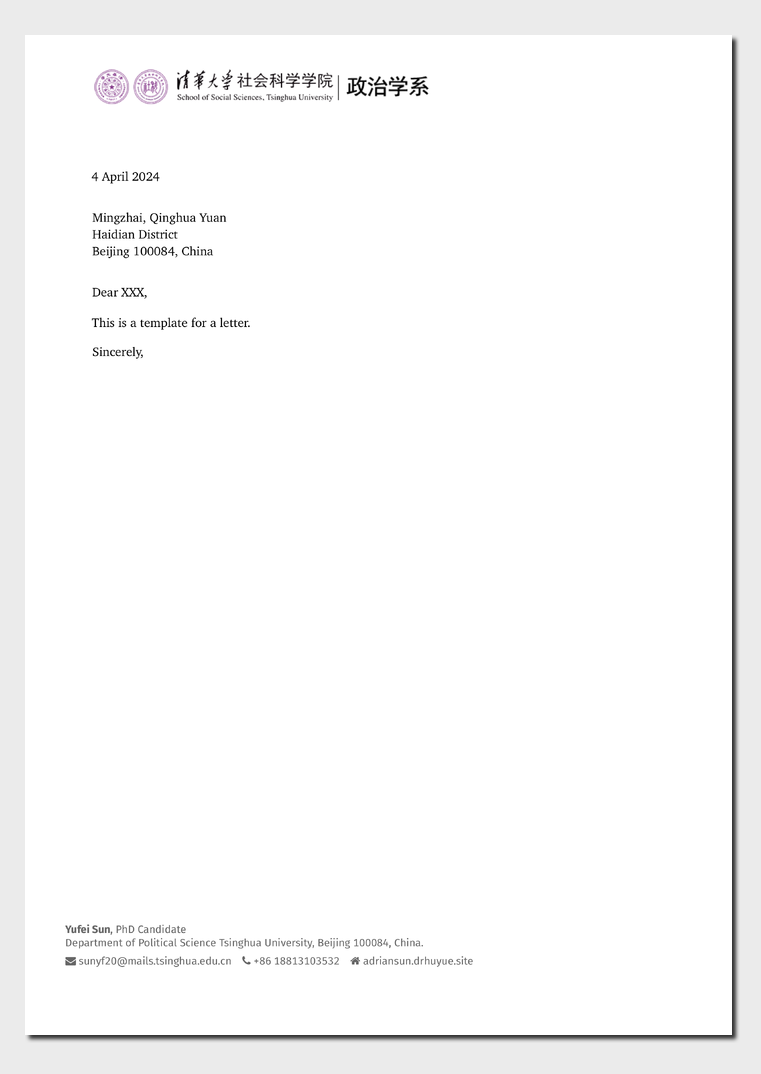 清华大学社会科学学院 政治学系
School of Social Sciences, Tsinghua University
4 April 2024
Mingzhai, Qinghua Yuan
Haidian District
Beijing 100084, China
Dear XXX,
This is a template for a letter.
Sincerely,
Yufei Sun, PhD Candidate
Department of Political Science Tsinghua University, Beijing 100084, China.
sunyf20@mails.tsinghua.edu.cn +86 18813103532 adriansun.drhuyue.site